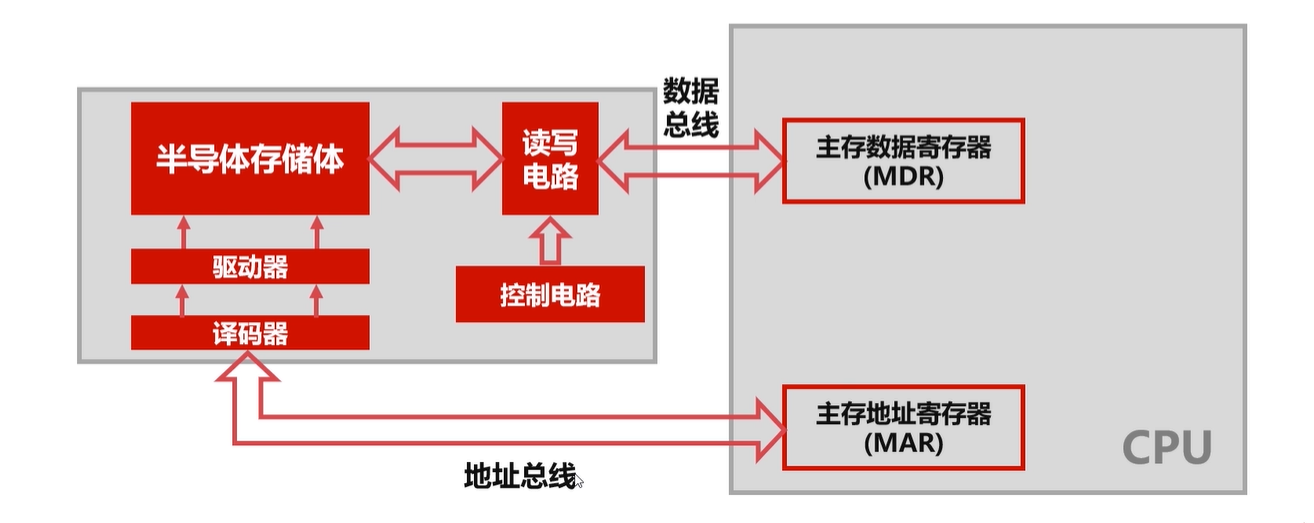 数据
总线
半导体存储体
读写
电路
主存数据寄存器
(MDR)
驱动器
控制电路
译码器
主存地址寄存器
(MAR)
CPU
地址总线